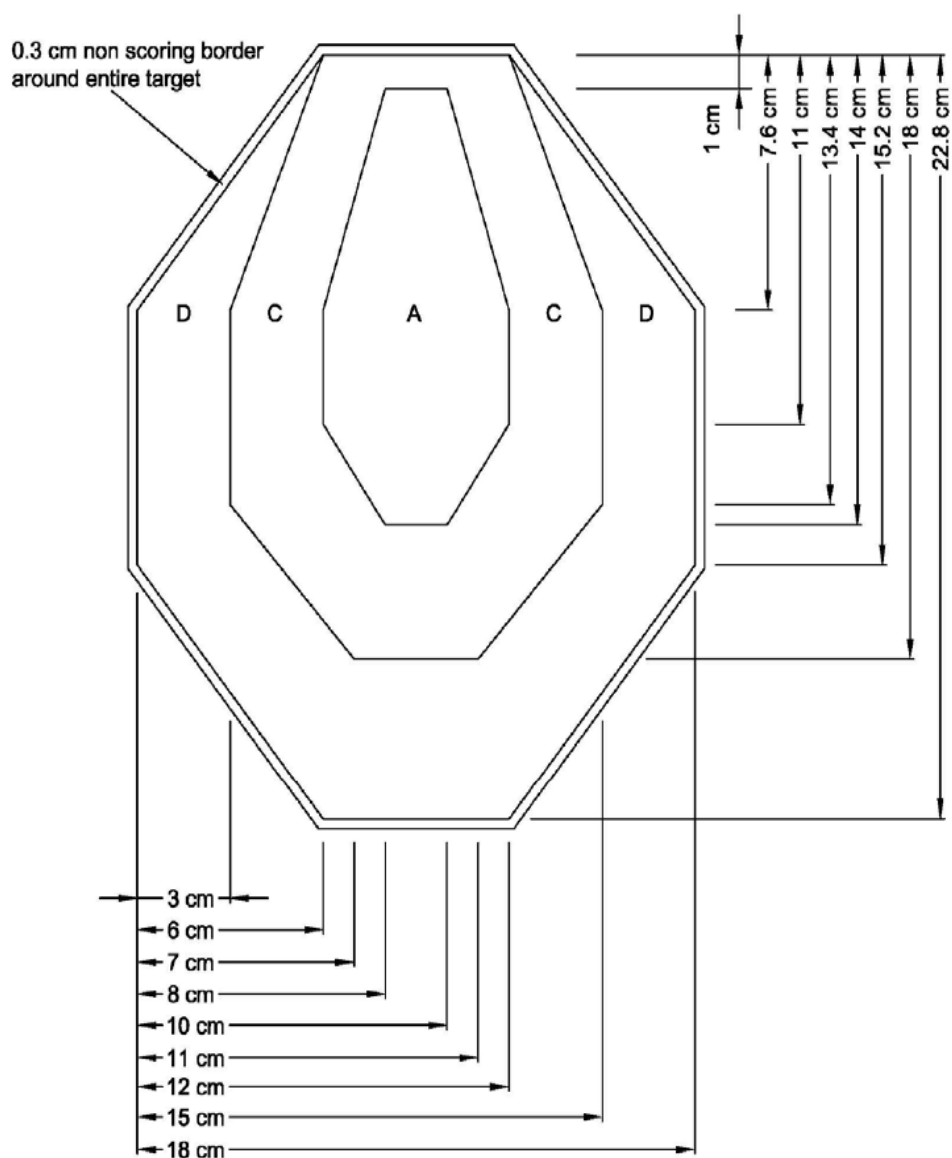 0.3 cm non scoring border
around entire target
1 cm
7.6 cm
11 cm
13.4 cm
14 cm
15.2 cm
18 cm
22.8 cm
D
C
A
C
D
3 cm
6 cm
7 cm
8 cm
10 cm
11 cm
12 cm
15 cm
18 cm